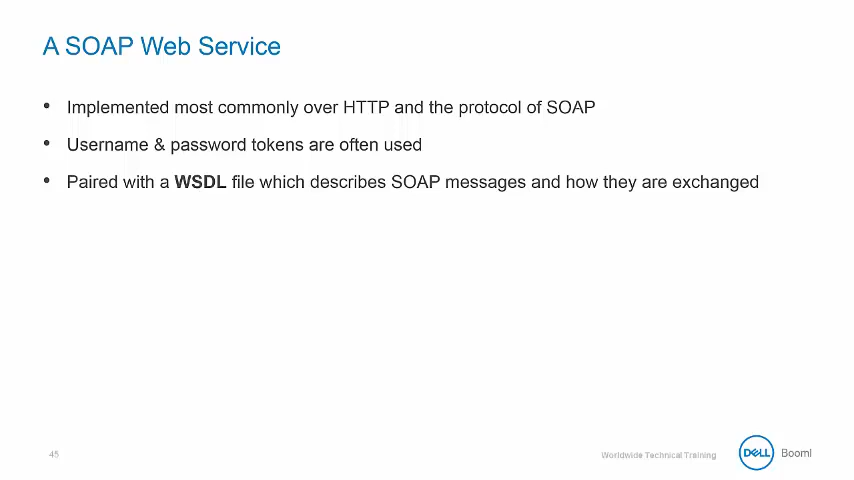 A SOAP Web Service
• Implemented most commonly over HTTP and the protocol of SOAP
• Username & password tokens are often used
• Paired with a WSDL file which describes SOAP messages and how they are exchanged
45
Worldwide Technical Training
DELL
Boomi